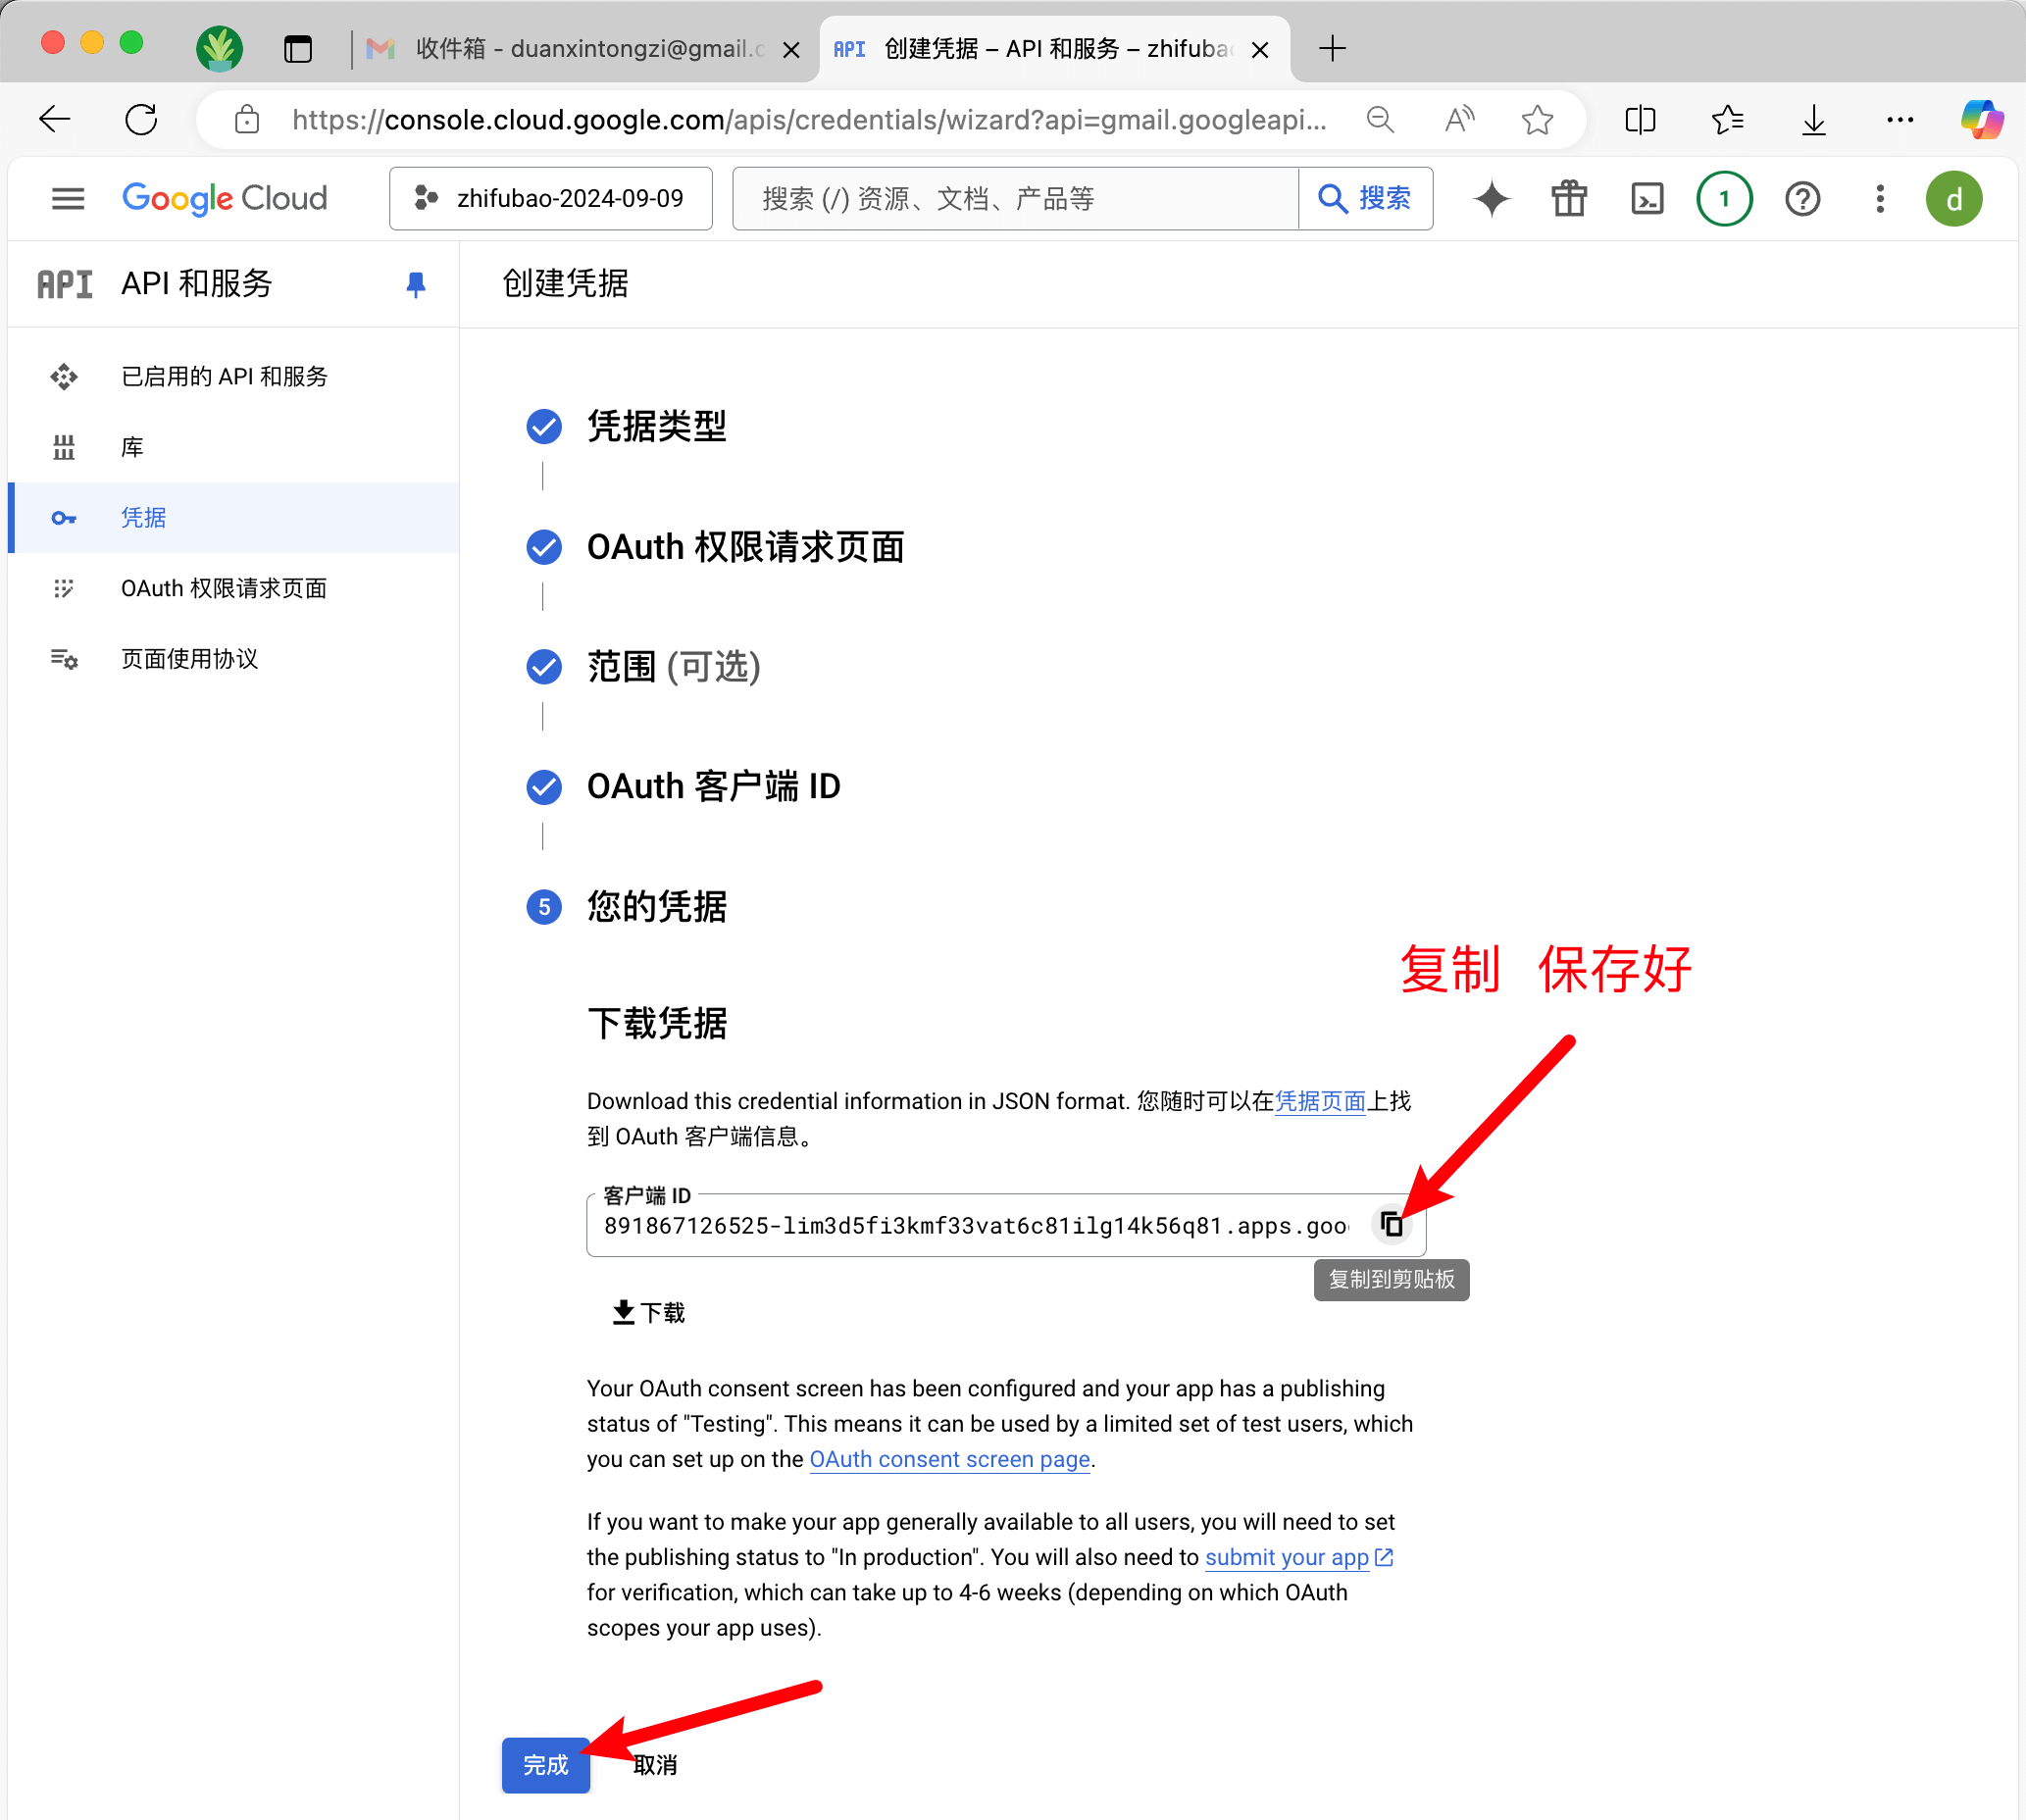 收件箱 - duanxintongzi@gmail.c
API 创建凭据 – API 和服务 – zhifuba
https://console.cloud.google.com/apis/credentials/wizard?api=gmail.googleapi...
Google Cloud
zhifubao-2024-09-09
搜索 (/) 资源、文档、产品等
搜索
1
d
API API 和服务
创建凭据
已启用的 API 和服务
库
凭据
OAuth 权限请求页面
页面使用协议
凭据类型
OAuth 权限请求页面
范围 (可选)
OAuth 客户端 ID
5 您的凭据
复制 保存好
下载凭据
Download this credential information in JSON format. 您随时可以在凭据页面上找
到 OAuth 客户端信息。
客户端 ID
891867126525-lim3d5fi3kmf33vat6c81ilg14k56q81.apps.goo
复制到剪贴板
下载
Your OAuth consent screen has been configured and your app has a publishing
status of "Testing". This means it can be used by a limited set of test users, which
you can set up on the OAuth consent screen page.
If you want to make your app generally available to all users, you will need to set
the publishing status to "In production". You will also need to submit your app
for verification, which can take up to 4-6 weeks (depending on which OAuth
scopes your app uses).
完成
取消